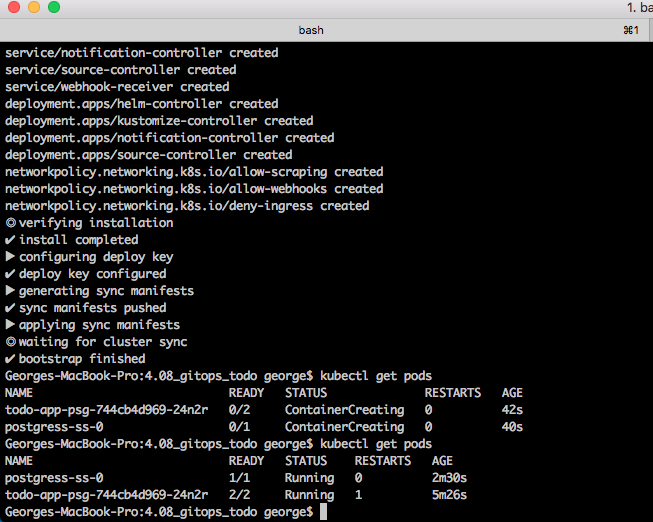 1. ba
bash
⌘1
service/notification-controller created
service/source-controller created
service/webhook-receiver created
deployment.apps/helm-controller created
deployment.apps/kustomize-controller created
deployment.apps/notification-controller created
deployment.apps/source-controller created
networkpolicy.networking.k8s.io/allow-scraping created
networkpolicy.networking.k8s.io/allow-webhooks created
networkpolicy.networking.k8s.io/deny-ingress created
◎ verifying installation
✔ install completed
► configuring deploy key
✔ deploy key configured
► generating sync manifests
✔ sync manifests pushed
► applying sync manifests
◎ waiting for cluster sync
✔ bootstrap finished
Georges-MacBook-Pro:4.08_gitops_todo george$ kubectl get pods
NAME READY STATUS RESTARTS AGE
todo-app-psg-744cb4d969-24n2r 0/2 ContainerCreating 0 42s
postgress-ss-0 0/1 ContainerCreating 0 40s
Georges-MacBook-Pro:4.08_gitops_todo george$ kubectl get pods
NAME READY STATUS RESTARTS AGE
postgress-ss-0 1/1 Running 0 2m30s
todo-app-psg-744cb4d969-24n2r 2/2 Running 1 5m26s
Georges-MacBook-Pro:4.08_gitops_todo george$